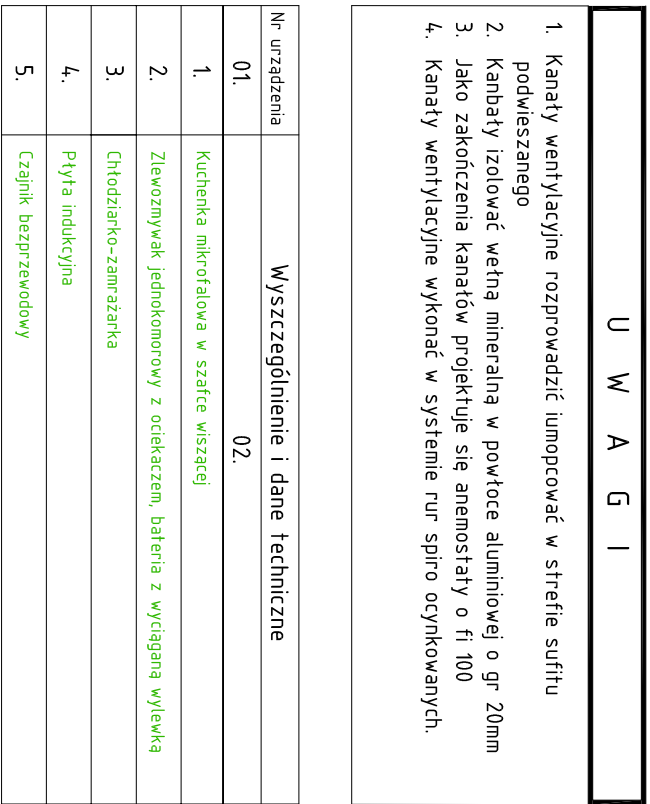 U W A G I
1. Kanały wentylacyjne rozprowadzić iumopcować w strefie sufitu
podwieszanego
2. Kanbały izolować wełną mineralną w powłoce aluminiowej o gr 20mm
3. Jako zakończenia kanałów projektuje się anemostaty o fi 100
4. Kanały wentylacyjne wykonać w systemie rur spiro ocynkowanych.
Nr urządzenia Wyszczególnienie i dane techniczne
01. 02.
1. Kuchenka mikrofalowa w szafce wiszącej
2. Zlewozmywak jednokomorowy z ociekaczem, bateria z wyciąganą wylewką
3. Chłodziarko-zamrażarka
4. Płyta indukcyjna
5. Czajnik bezprzewodowy